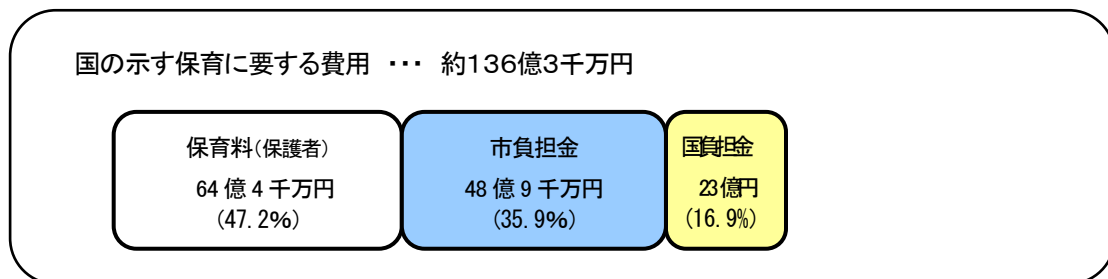 国の示す保育に要する費用 ･･･ 約136億3千万円
保育料(保護者)
64億4千万円
(47.2%)
市負担金
48億9千万円
(35.9%)
国負担金
23億円
(16.9%)